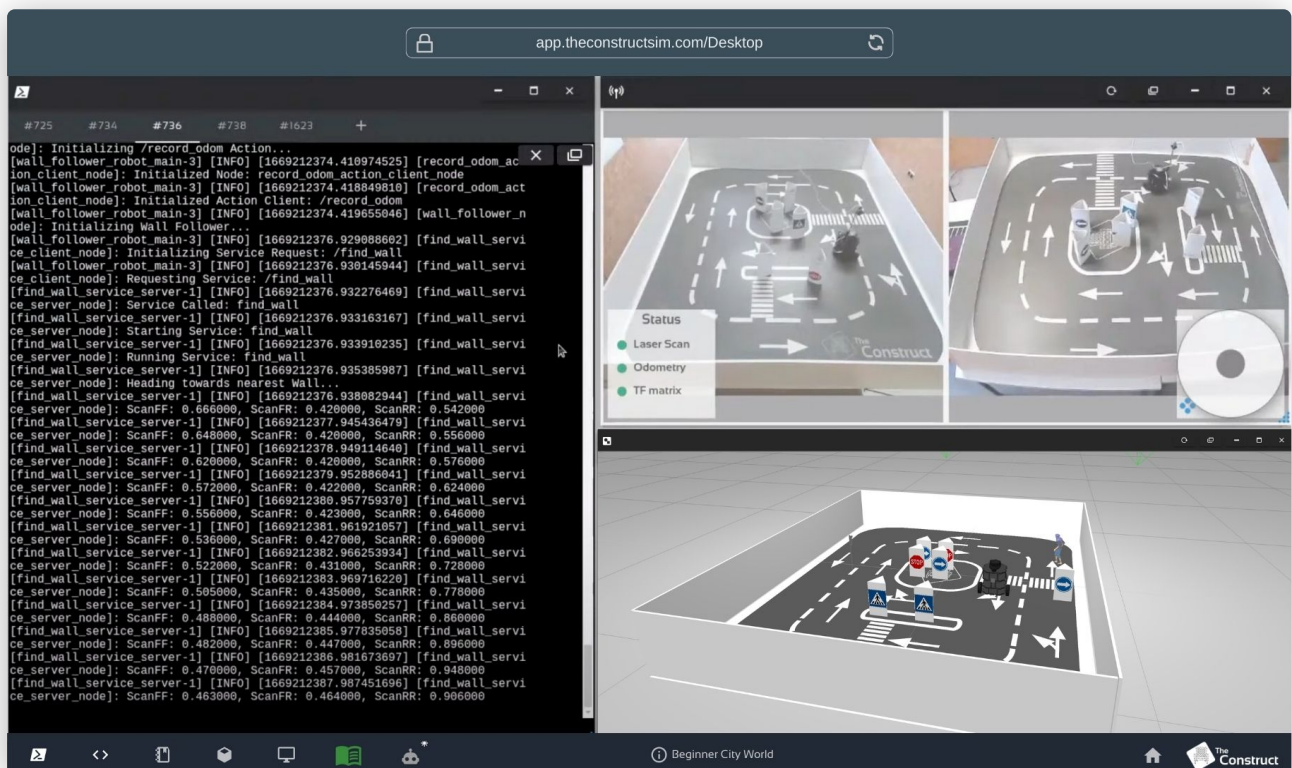 app.theconstructsim.com/Desktop
#725 #734 #736 #738 #1623 +
ode]: Initializing /record_odom Action...
[wall_follower_robot_main-3] [INFO] [1669212374.410974525] [record_odom_ac
ion_client_node]: Initialized Node: record_odom_action_client_node
[wall_follower_robot_main-3] [INFO] [1669212374.418849810] [record_odom_act
ion_client_node]: Initialized Action Client: /record_odom
[wall_follower_robot_main-3] [INFO] [1669212374.419655046] [wall_follower_n
ode]: Initializing Wall Follower...
[wall_follower_robot_main-3] [INFO] [1669212376.929088602] [find_wall_servi
ce_client_node]: Initializing Service Request: /find_wall
[wall_follower_robot_main-3] [INFO] [1669212376.930145944] [find_wall_servi
ce_client_node]: Requesting Service: /find_wall
[find_wall_service_server-1] [INFO] [1669212376.932276469] [find_wall_servi
ce_server_node]: Service Called: find_wall
[find_wall_service_server-1] [INFO] [1669212376.933163167] [find_wall_servi
ce_server_node]: Starting Service: find_wall
[find_wall_service_server-1] [INFO] [1669212376.933910235] [find_wall_servi
ce_server_node]: Running Service: find_wall
[find_wall_service_server-1] [INFO] [1669212376.935385987] [find_wall_servi
ce_server_node]: Heading towards nearest Wall...
[find_wall_service_server-1] [INFO] [1669212376.938082944] [find_wall_servi
ce_server_node]: ScanFF: 0.666000, ScanFR: 0.420000, ScanRR: 0.542000
[find_wall_service_server-1] [INFO] [1669212377.945436479] [find_wall_servi
ce_server_node]: ScanFF: 0.648000, ScanFR: 0.420000, ScanRR: 0.556000
[find_wall_service_server-1] [INFO] [1669212378.949114640] [find_wall_servi
ce_server_node]: ScanFF: 0.620000, ScanFR: 0.420000, ScanRR: 0.576000
[find_wall_service_server-1] [INFO] [1669212379.952886041] [find_wall_servi
ce_server_node]: ScanFF: 0.572000, ScanFR: 0.422000, ScanRR: 0.624000
[find_wall_service_server-1] [INFO] [1669212380.957759370] [find_wall_servi
ce_server_node]: ScanFF: 0.556000, ScanFR: 0.423000, ScanRR: 0.646000
[find_wall_service_server-1] [INFO] [1669212381.961921057] [find_wall_servi
ce_server_node]: ScanFF: 0.536000, ScanFR: 0.427000, ScanRR: 0.690000
[find_wall_service_server-1] [INFO] [1669212382.966253934] [find_wall_servi
ce_server_node]: ScanFF: 0.522000, ScanFR: 0.431000, ScanRR: 0.728000
[find_wall_service_server-1] [INFO] [1669212383.969716220] [find_wall_servi
ce_server_node]: ScanFF: 0.505000, ScanFR: 0.435000, ScanRR: 0.778000
[find_wall_service_server-1] [INFO] [1669212384.973850257] [find_wall_servi
ce_server_node]: ScanFF: 0.488000, ScanFR: 0.444000, ScanRR: 0.860000
[find_wall_service_server-1] [INFO] [1669212385.977835058] [find_wall_servi
ce_server_node]: ScanFF: 0.482000, ScanFR: 0.447000, ScanRR: 0.896000
[find_wall_service_server-1] [INFO] [1669212386.981673697] [find_wall_servi
ce_server_node]: ScanFF: 0.470000, ScanFR: 0.457000, ScanRR: 0.948000
[find_wall_service_server-1] [INFO] [1669212387.987451696] [find_wall_servi
ce_server_node]: ScanFF: 0.463000, ScanFR: 0.464000, ScanRR: 0.906000
Status
Laser Scan
Odometry
TF matrix
The
Construct
STOP
Beginner City World
The
Construct